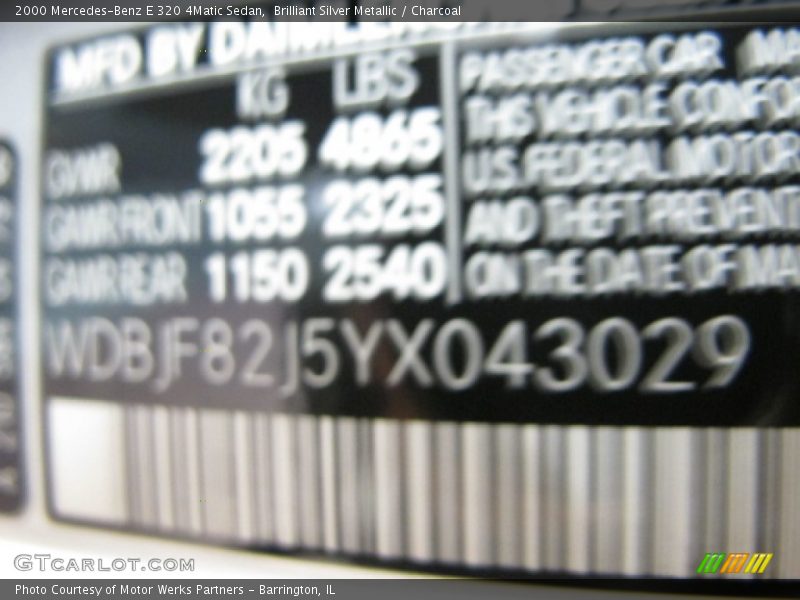 2000 Mercedes-Benz E 320 4Matic Sedan, Brilliant Silver Metallic / Charcoal
MFD BY DAIMLER
KG LBS
GVWR 2205 4865
GAWR FRONT 1055 2325
GAWR REAR 1150 2540
PASSENGER CAR MA
THIS VEHICLE CONFO
U.S. FEDERAL MOTOR
AND THEFT PREVENT
ON THE DATE OF MA
WDBJF82J5YX043029
GTCARLOT.COM
Photo Courtesy of Motor Werks Partners - Barrington, IL